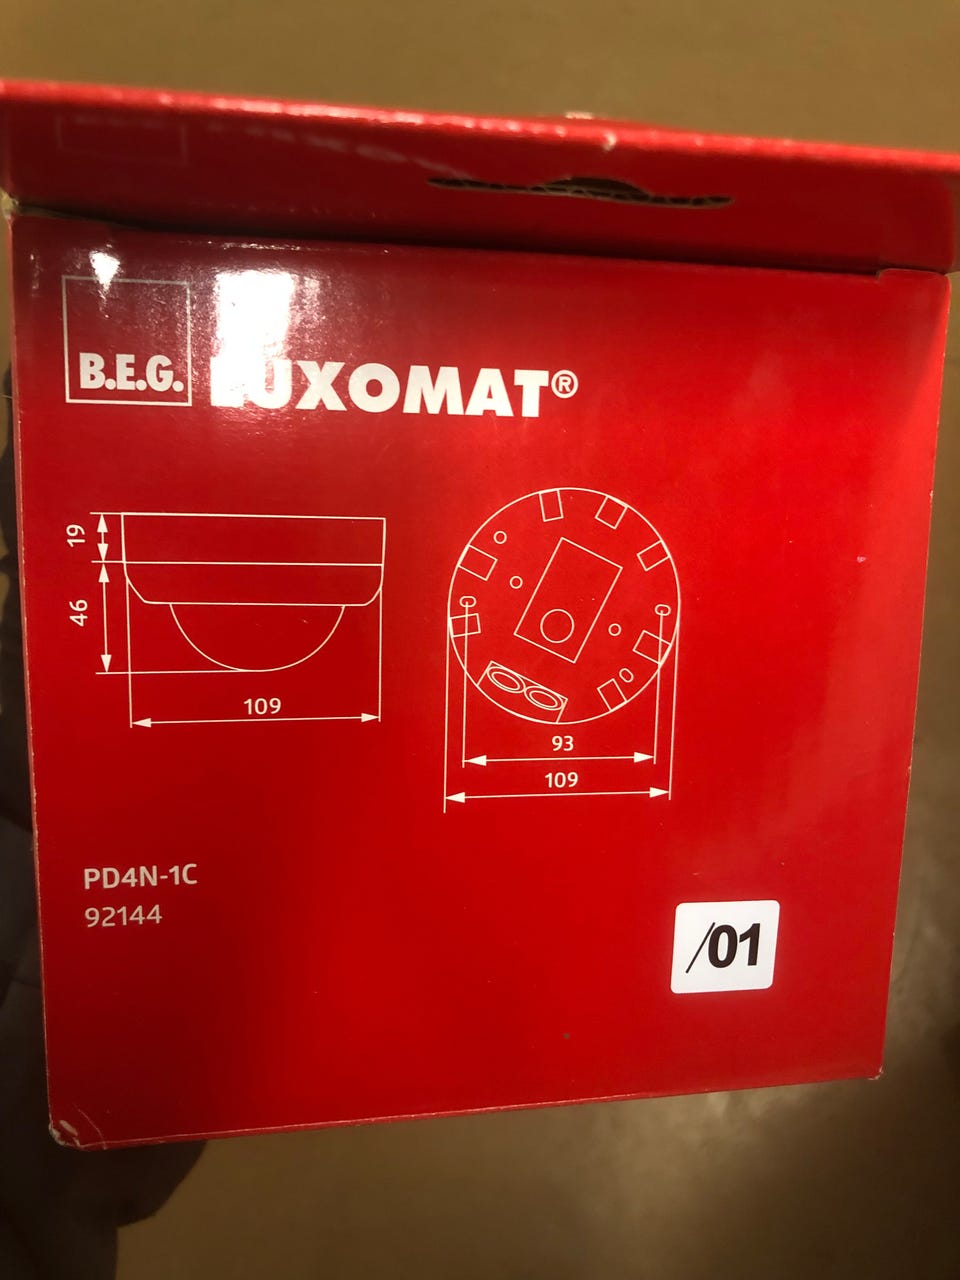 B.E.G.
LUXOMAT®
19
46
109
93
109
PD4N-1C
92144
/01